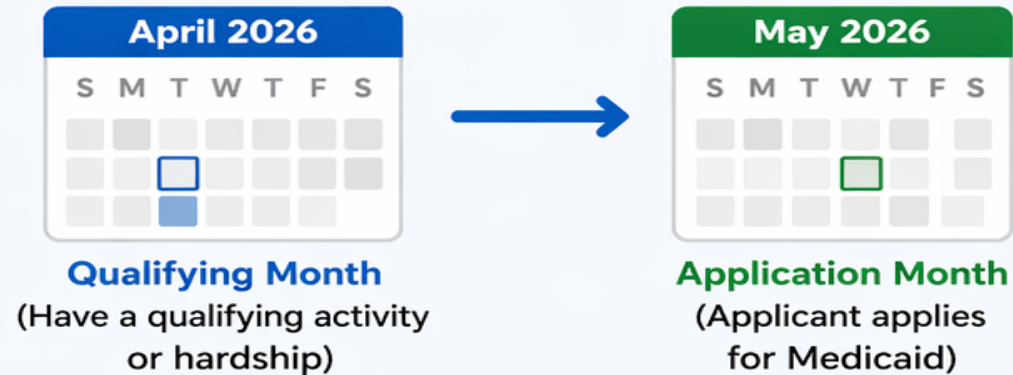 April 2026
S M T W T F S
Qualifying Month
(Have a qualifying activity
or hardship)
May 2026
S M T W T F S
Application Month
(Applicant applies
for Medicaid)